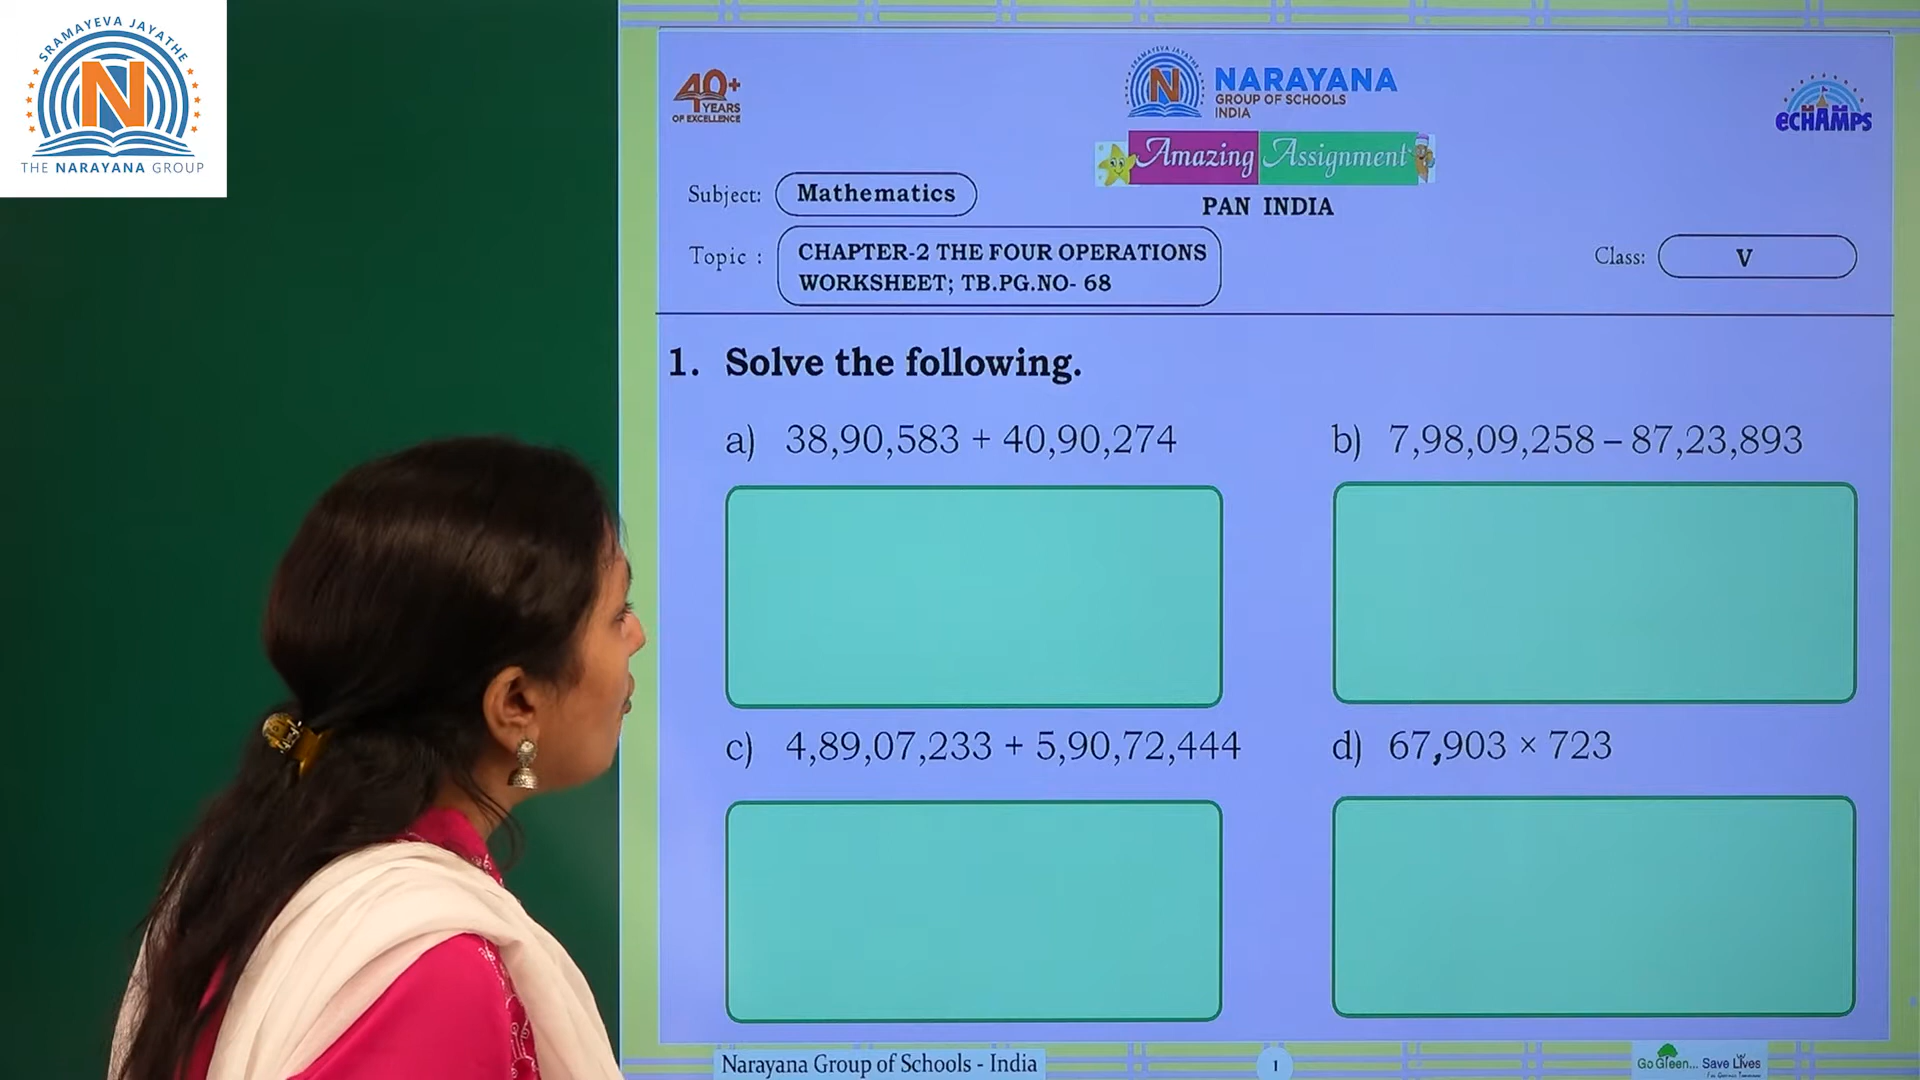 SRAMAYEVA JAYATHE
N
THE NARAYANA GROUP
40+
YEARS
OF EXCELLENCE
SRAMAYEVA JAYATHE
N
NARAYANA
GROUP OF SCHOOLS
INDIA
eCHAMPS
Amazing Assignment
PAN INDIA
Subject: Mathematics
Topic : CHAPTER-2 THE FOUR OPERATIONS
WORKSHEET; TB.PG.NO- 68
Class: V
1. Solve the following.
a) 38,90,583 + 40,90,274
b) 7,98,09,258 – 87,23,893
c) 4,89,07,233 + 5,90,72,444
d) 67,903 × 723
Narayana Group of Schools - India
1
Go Green... Save Lives